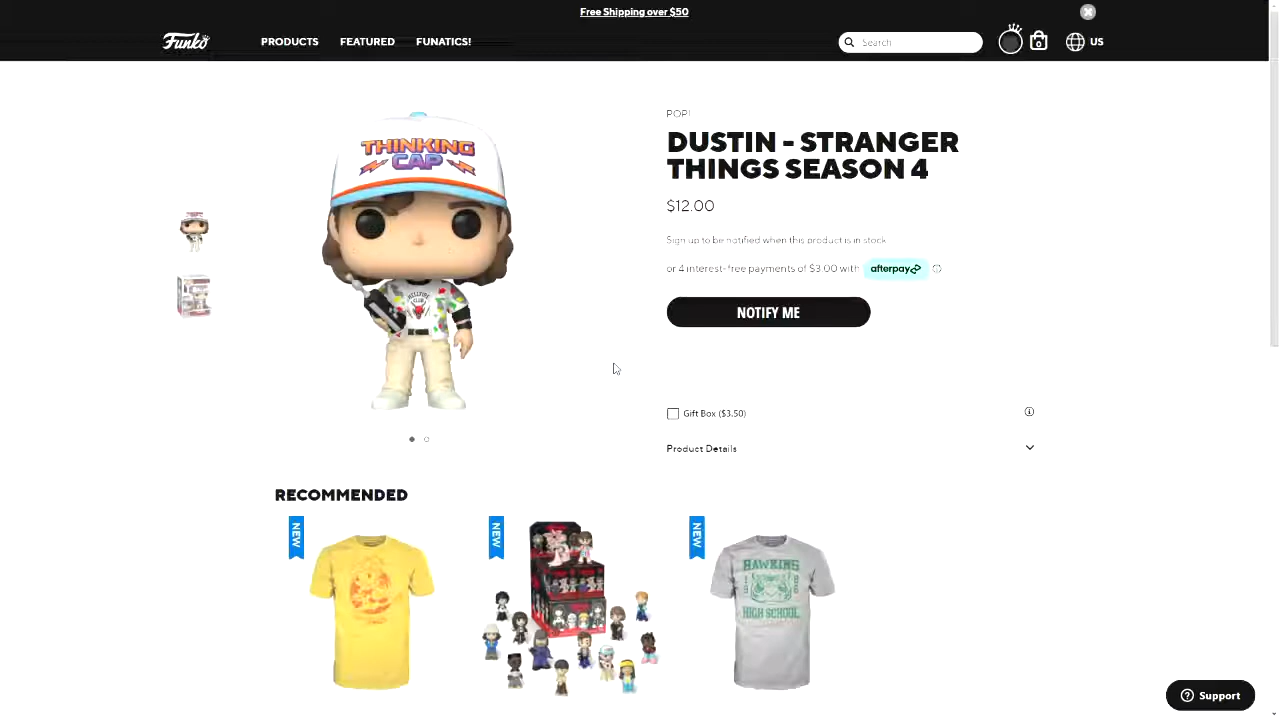 Free Shipping over $50
Funko
PRODUCTS
FEATURED
FUNATICS!
Search
0
US
THINKING
CAP
HELLFIRE
CLUB
POP!
DUSTIN - STRANGER
THINGS SEASON 4
$12.00
Sign up to be notified when this product is in stock
or 4 interest-free payments of $3.00 with afterpay
NOTIFY ME
Gift Box ($3.50)
Product Details
RECOMMENDED
NEW
NEW
NEW
HAWKINS
HIGH SCHOOL
Support